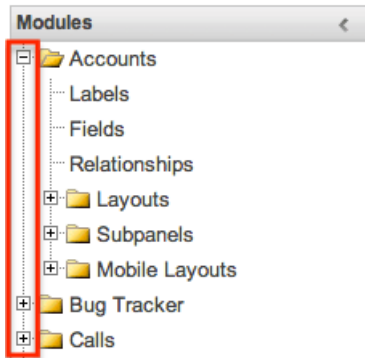 Modules
Accounts
Labels
Fields
Relationships
Layouts
Subpanels
Mobile Layouts
Bug Tracker
Calls